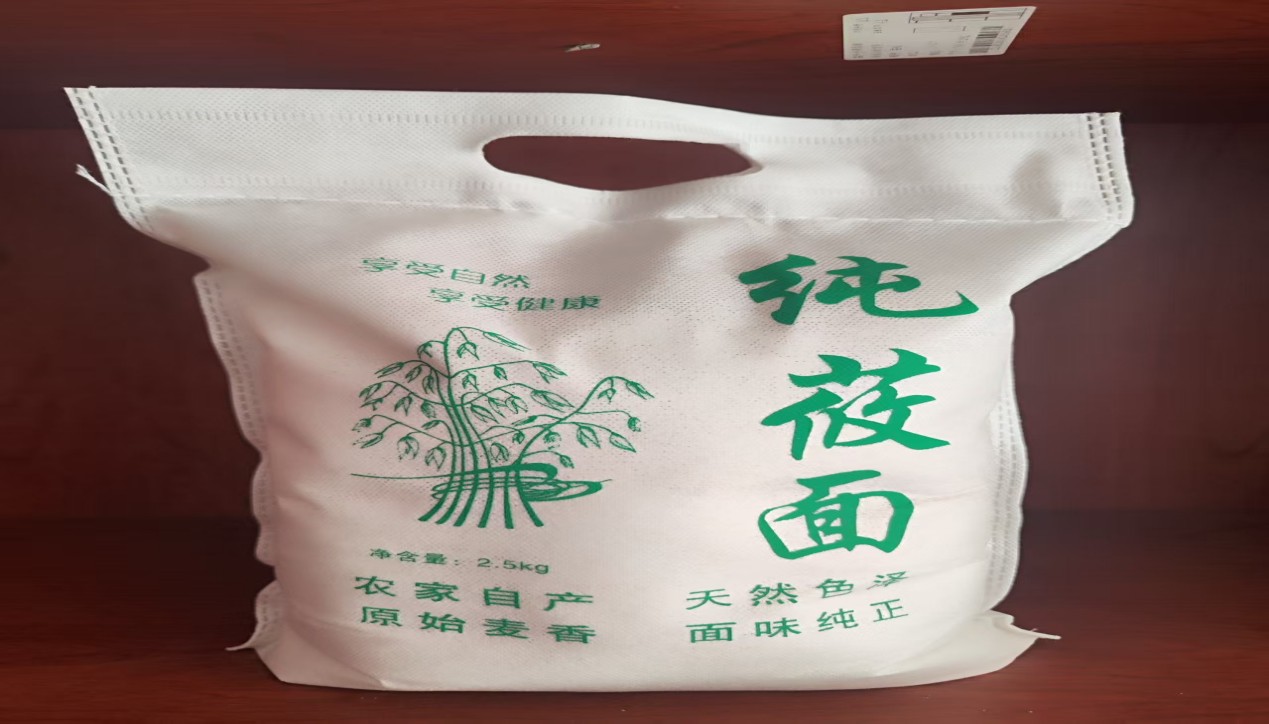 享受自然
享受健康
纯莜面
净含量：2.5kg
农家自产
原始麦香
天然色泽
面味纯正